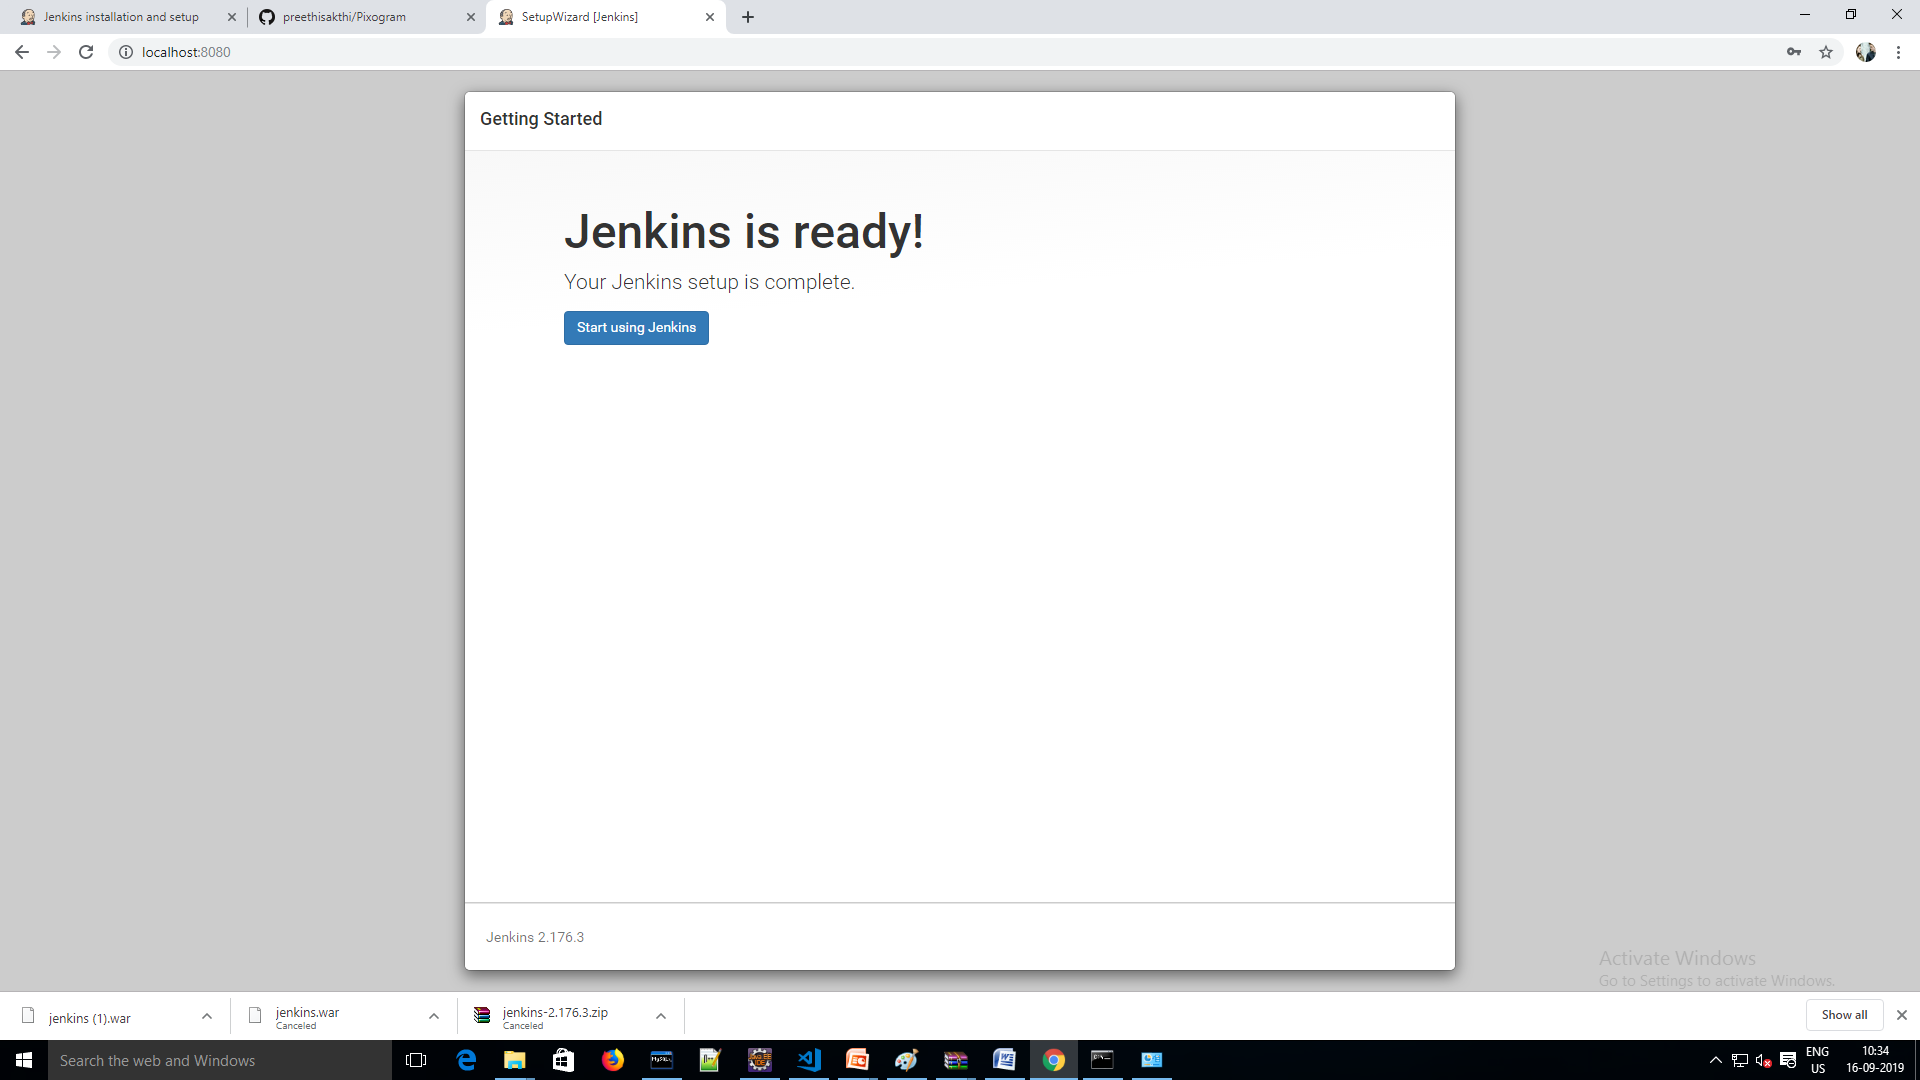 Jenkins installation and setup
preethisakthi/Pixogram
SetupWizard [Jenkins]
localhost:8080
Getting Started
Jenkins is ready!
Your Jenkins setup is complete.
Start using Jenkins
Jenkins 2.176.3
Activate Windows
Go to Settings to activate Windows.
jenkins (1).war
jenkins.war
Canceled
jenkins-2.176.3.zip
Canceled
Show all
Search the web and Windows
ENG
US
10:34
16-09-2019